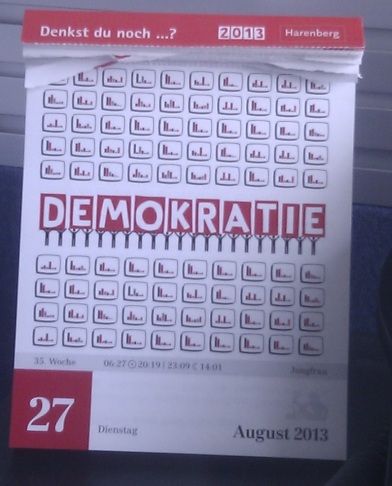 Denkst du noch ...? 2013 Harenberg
DEMOKRATIE
35. Woche 06:27 20:19 | 23:09 ☾ 14:01 Jungfrau
27 Dienstag August 2013